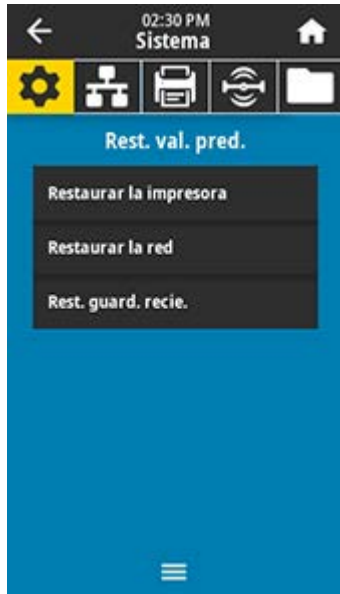 02:30 PM
Sistema
Rest. val. pred.
Restaurar la impresora
Restaurar la red
Rest. guard. recie.